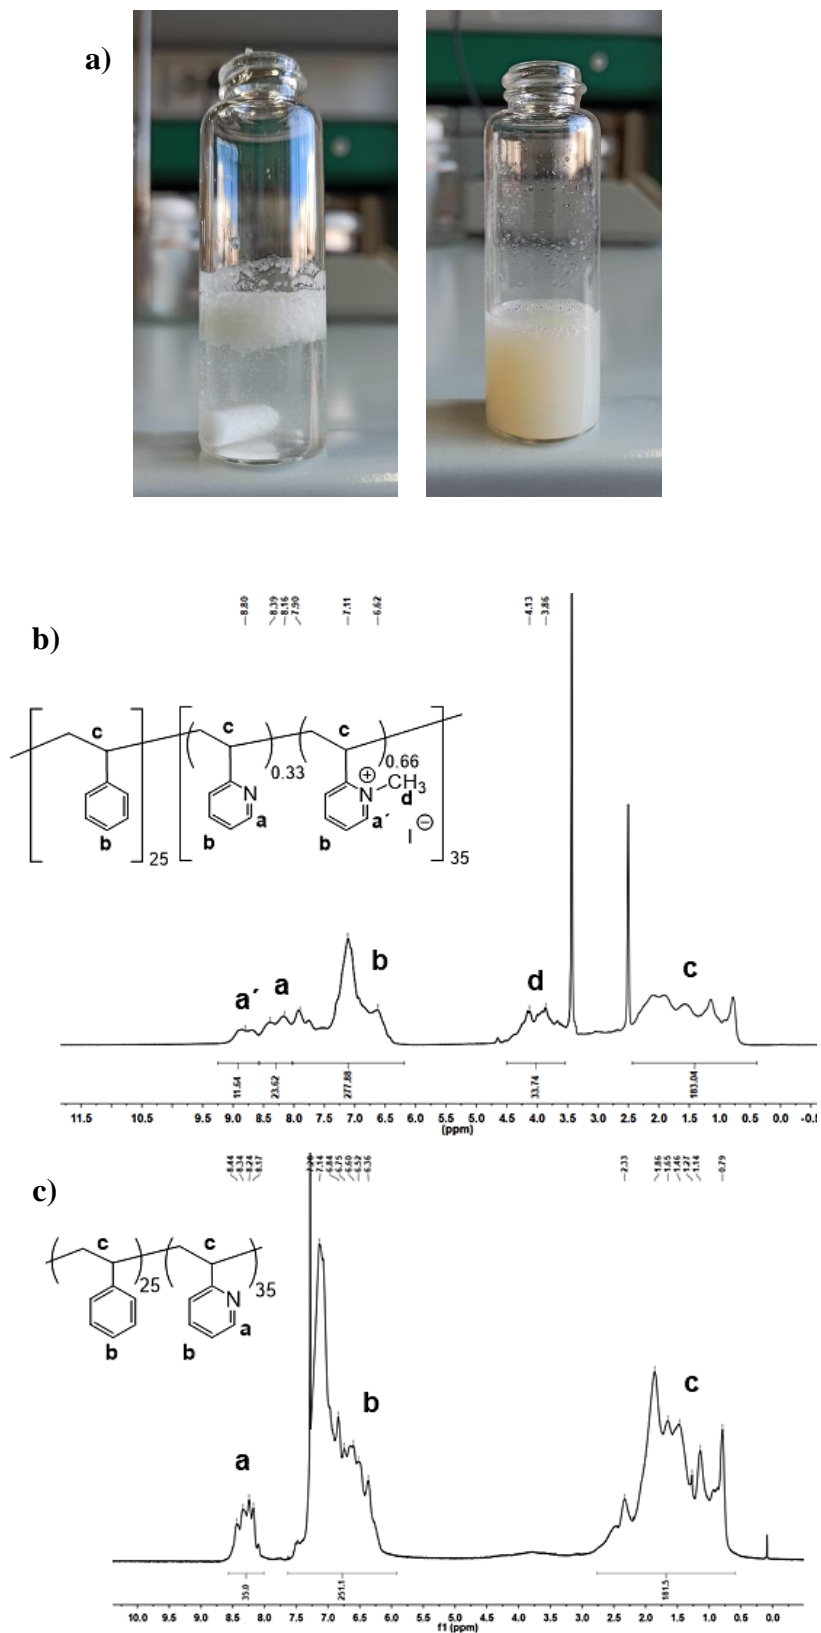 a)
b)
8.80
8.39
8.16
7.90
7.11
6.62
4.13
3.86
c
c
c
25
0.33
0.66
N
N
+
CH3
d
a
a´
b
b
b
I
−
35
a´
a
b
d
c
11.64
23.62
277.88
33.74
183.04
11.5 10.5 9.5 9.0 8.5 8.0 7.5 7.0 6.5 6.0 5.5 5.0 4.5 4.0 3.5 3.0 2.5 2.0 1.5 1.0 0.5 0.0 -0.5
(ppm)
c)
8.44
8.34
8.24
8.17
7.14
6.84
6.75
6.60
6.52
6.36
2.33
1.86
1.65
1.46
1.27
1.14
0.79
c
c
25
35
N
a
b
b
a
b
c
35.0
251.1
181.5
10.0 9.5 9.0 8.5 8.0 7.5 7.0 6.5 6.0 5.5 5.0 4.5 4.0 3.5 3.0 2.5 2.0 1.5 1.0 0.5 0.0
f1 (ppm)